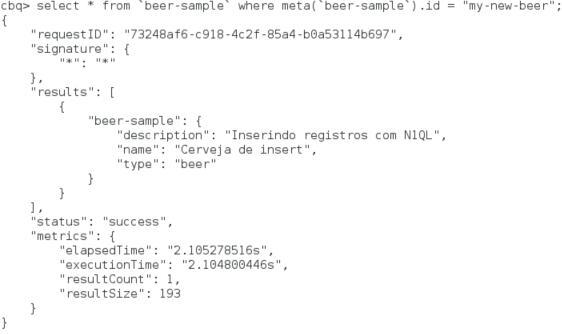 cbq> select * from `beer-sample` where meta(`beer-sample`).id = "my-new-beer";
{
    "requestID": "73248af6-c918-4c2f-85a4-b0a53114b697",
    "signature": {
        "*": "*"
    },
    "results": [
        {
            "beer-sample": {
                "description": "Inserindo registros com N1QL",
                "name": "Cerveja de insert",
                "type": "beer"
            }
        }
    ],
    "status": "success",
    "metrics": {
        "elapsedTime": "2.105278516s",
        "executionTime": "2.104800446s",
        "resultCount": 1,
        "resultSize": 193
    }
}